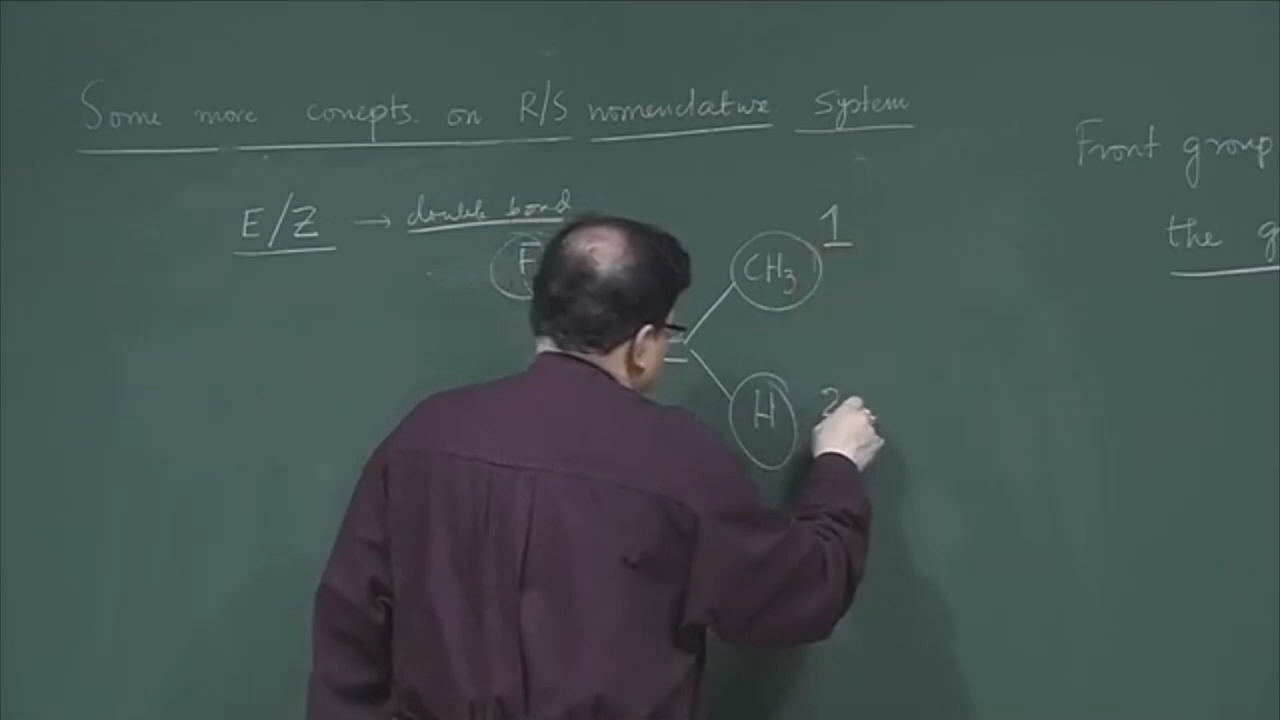 Some more concepts. on R/S nomenclature system
Front group
E/Z → double bond
the g
F
1
CH3
H
2